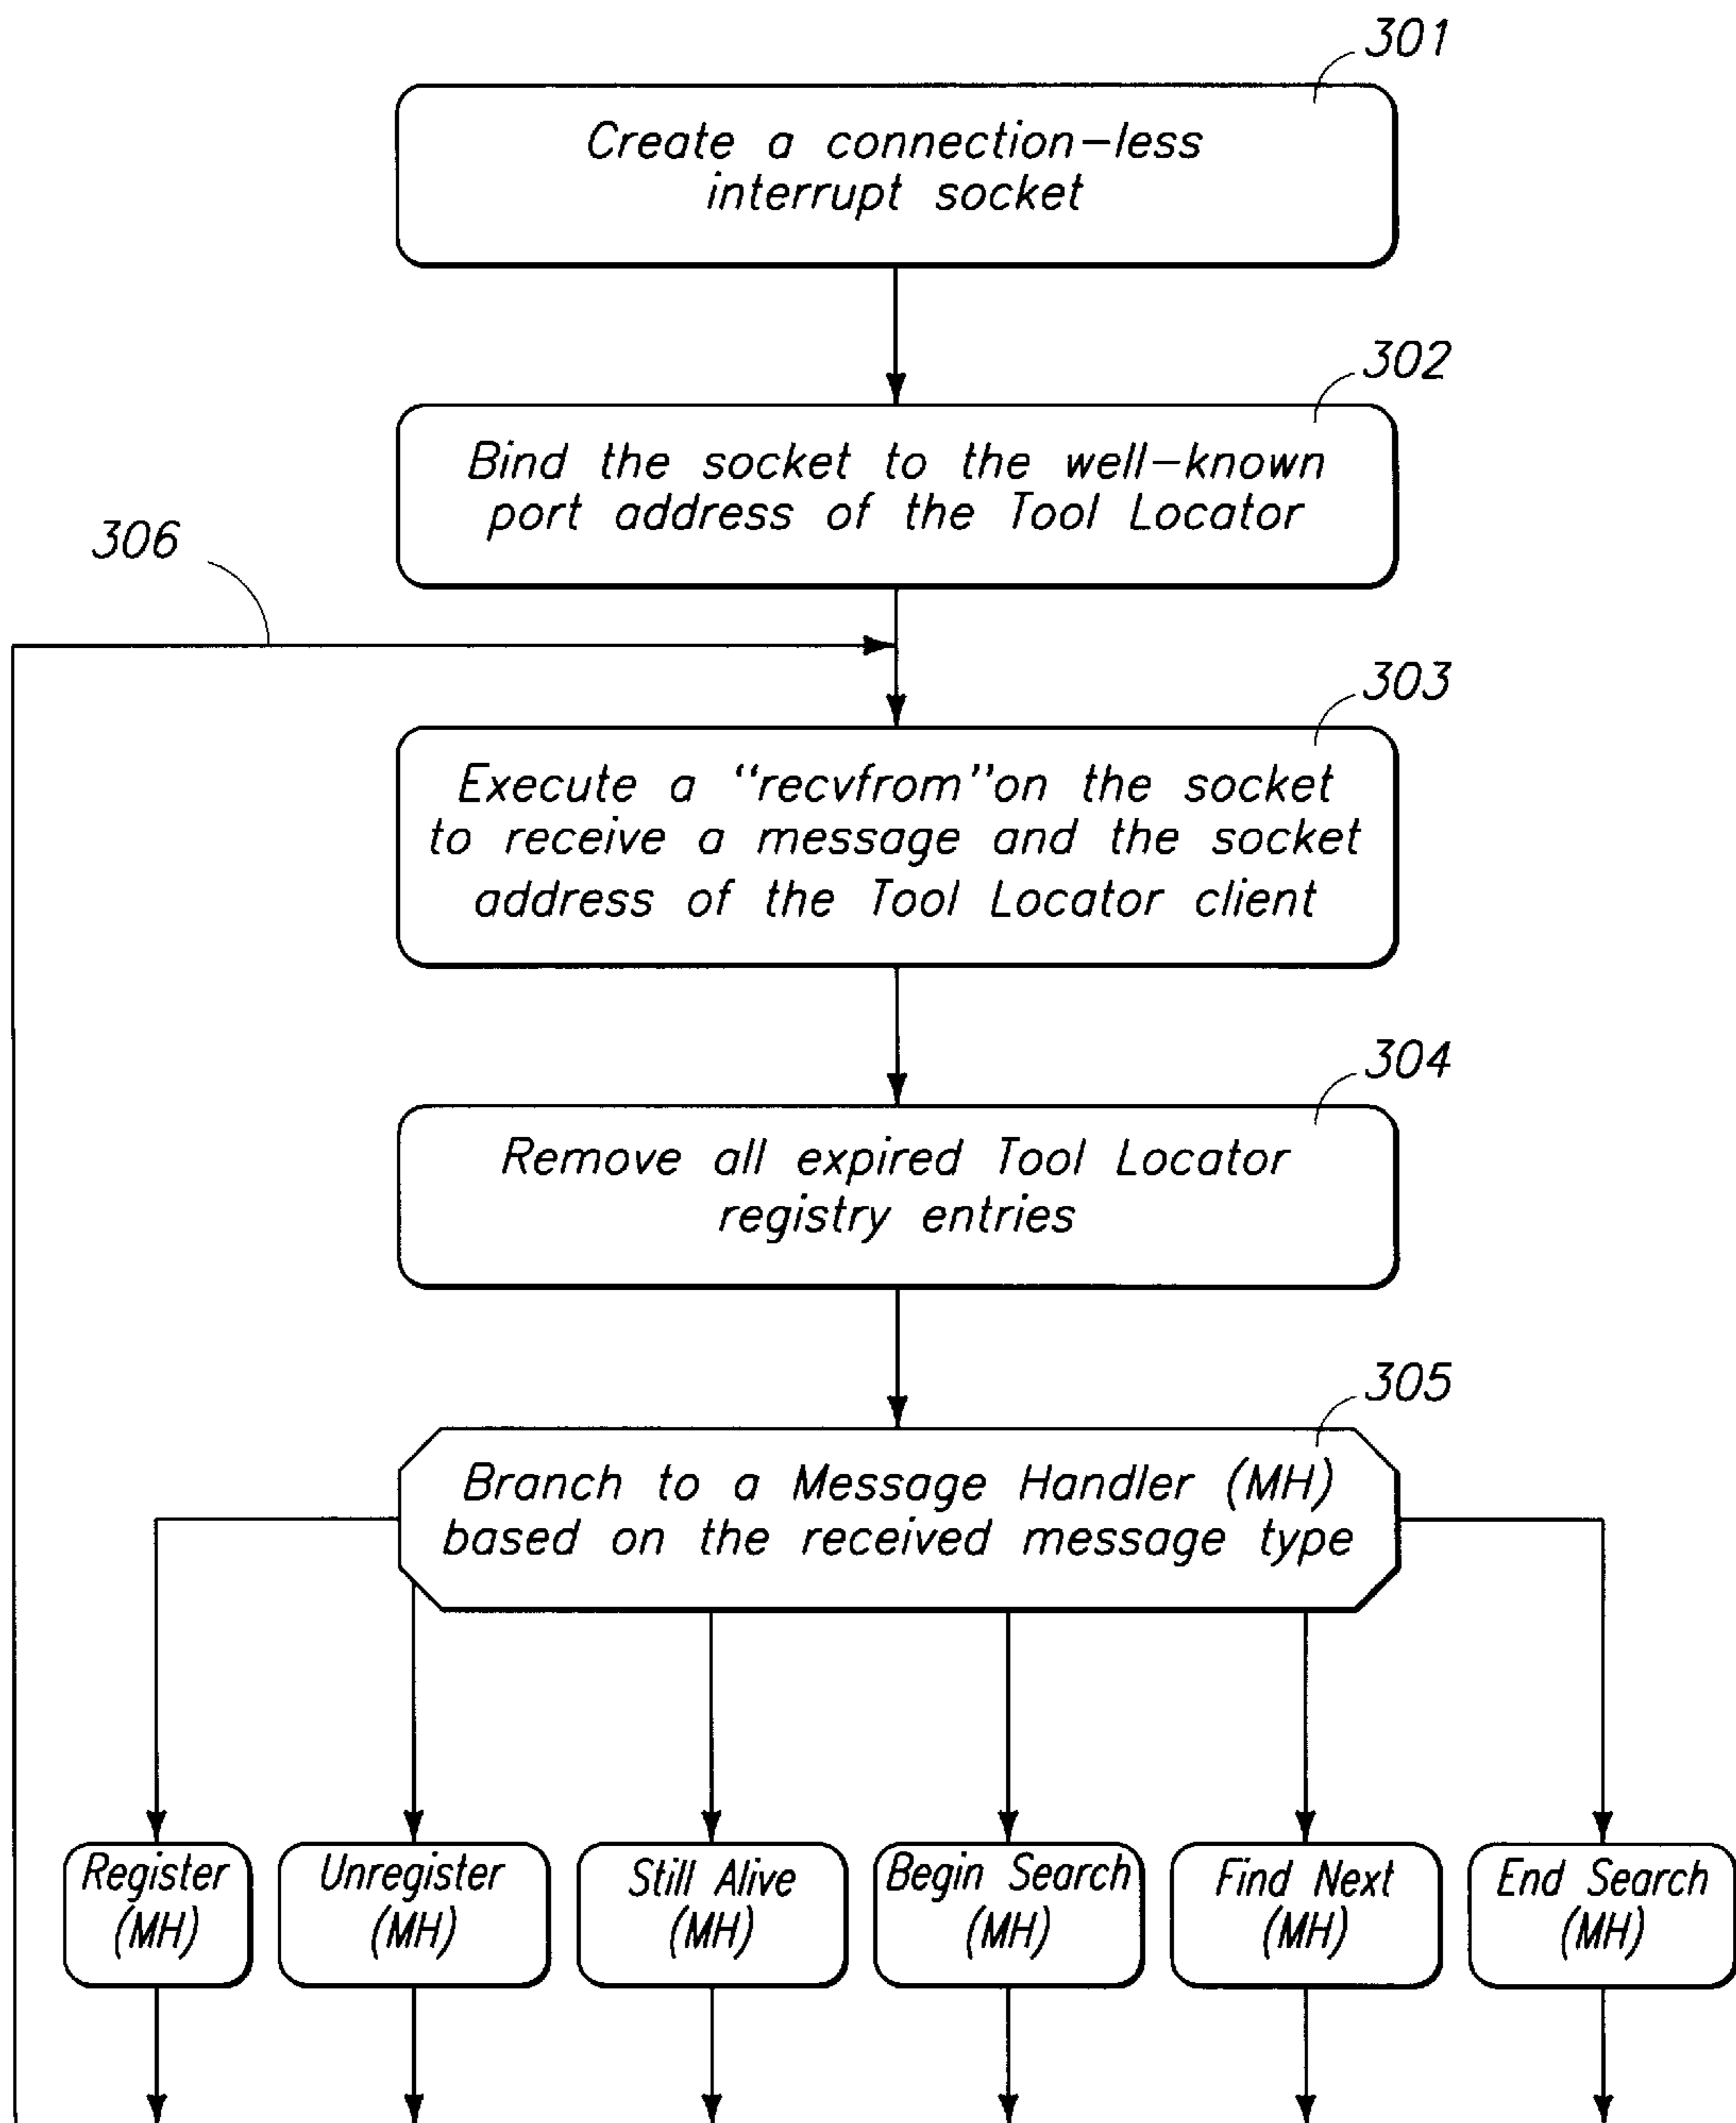 301
Create a connection-less
interrupt socket
302
Bind the socket to the well-known
port address of the Tool Locator
306
303
Execute a "recvfrom"on the socket
to receive a message and the socket
address of the Tool Locator client
304
Remove all expired Tool Locator
registry entries
305
Branch to a Message Handler (MH)
based on the received message type
Register
(MH)
Unregister
(MH)
Still Alive
(MH)
Begin Search
(MH)
Find Next
(MH)
End Search
(MH)